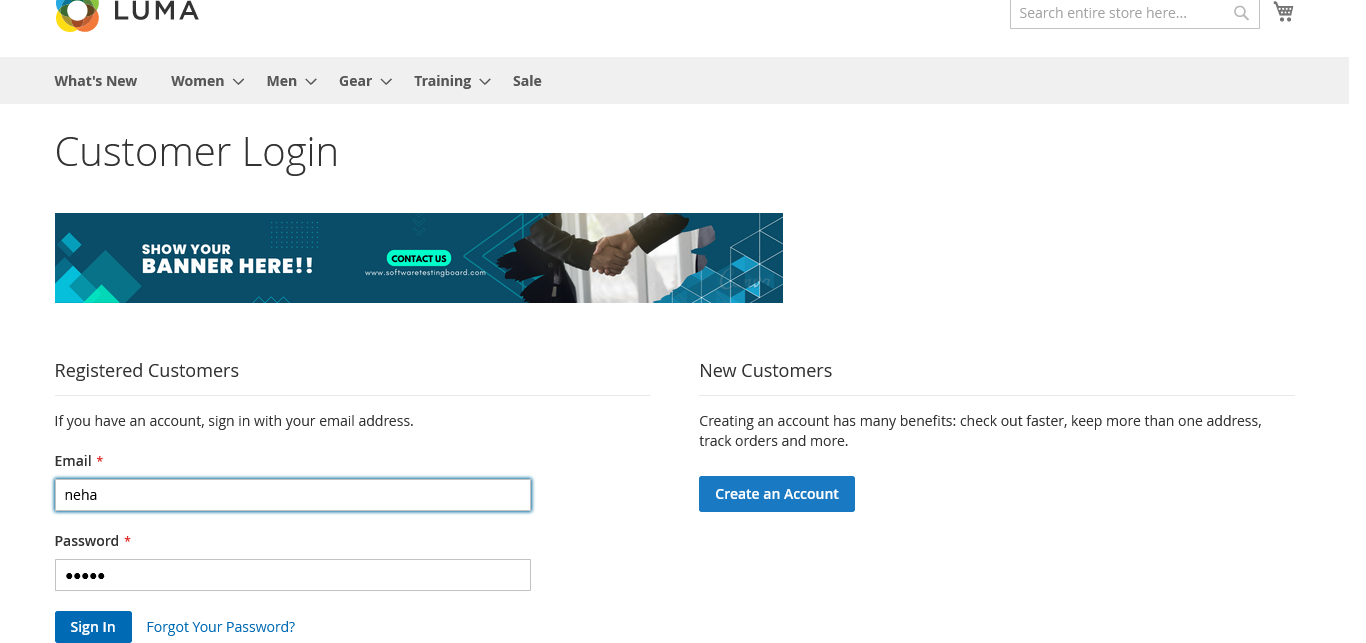 LUMA
Search entire store here...
What's New Women Men Gear Training Sale
Customer Login
SHOW YOUR
BANNER HERE!!
CONTACT US
www.softwaretestingboard.com
Registered Customers
If you have an account, sign in with your email address.
Email *
neha
Password *
•••••
Sign In Forgot Your Password?
New Customers
Creating an account has many benefits: check out faster, keep more than one address,
track orders and more.
Create an Account